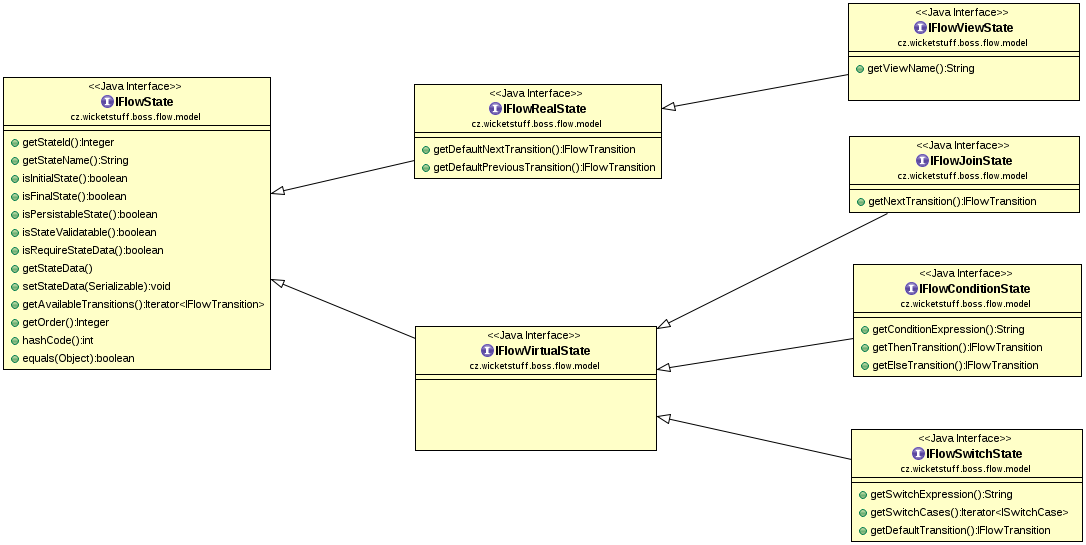 <<Java Interface>>
IFlowState
cz.wicketstuff.boss.flow.model
getStateId():Integer
getStateName():String
isInitialState():boolean
isFinalState():boolean
isPersistableState():boolean
isStateValidatable():boolean
isRequireStateData():boolean
getStateData()
setStateData(Serializable):void
getAvailableTransitions():Iterator<IFlowTransition>
getOrder():Integer
hashCode():int
equals(Object):boolean
<<Java Interface>>
IFlowRealState
cz.wicketstuff.boss.flow.model
getDefaultNextTransition():IFlowTransition
getDefaultPreviousTransition():IFlowTransition
<<Java Interface>>
IFlowVirtualState
cz.wicketstuff.boss.flow.model
<<Java Interface>>
IFlowViewState
cz.wicketstuff.boss.flow.model
getViewName():String
<<Java Interface>>
IFlowJoinState
cz.wicketstuff.boss.flow.model
getNextTransition():IFlowTransition
<<Java Interface>>
IFlowConditionState
cz.wicketstuff.boss.flow.model
getConditionExpression():String
getThenTransition():IFlowTransition
getElseTransition():IFlowTransition
<<Java Interface>>
IFlowSwitchState
cz.wicketstuff.boss.flow.model
getSwitchExpression():String
getSwitchCases():Iterator<ISwitchCase>
getDefaultTransition():IFlowTransition